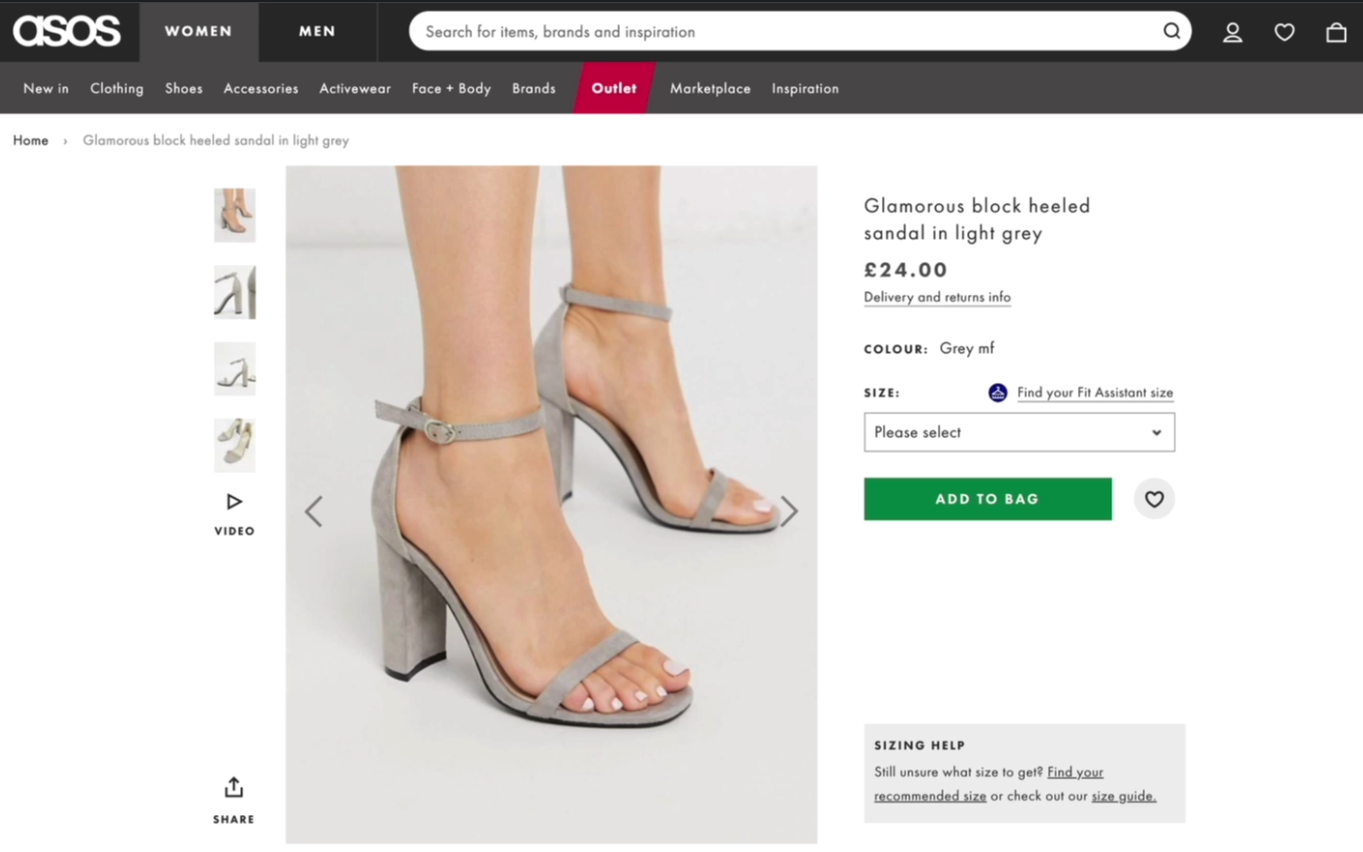 asos
WOMEN
MEN
Search for items, brands and inspiration
New in
Clothing
Shoes
Accessories
Activewear
Face + Body
Brands
Outlet
Marketplace
Inspiration
Home › Glamorous block heeled sandal in light grey
VIDEO
SHARE
Glamorous block heeled
sandal in light grey
£24.00
Delivery and returns info
COLOUR: Grey mf
SIZE:
Find your Fit Assistant size
Please select
ADD TO BAG
SIZING HELP
Still unsure what size to get? Find your
recommended size or check out our size guide.